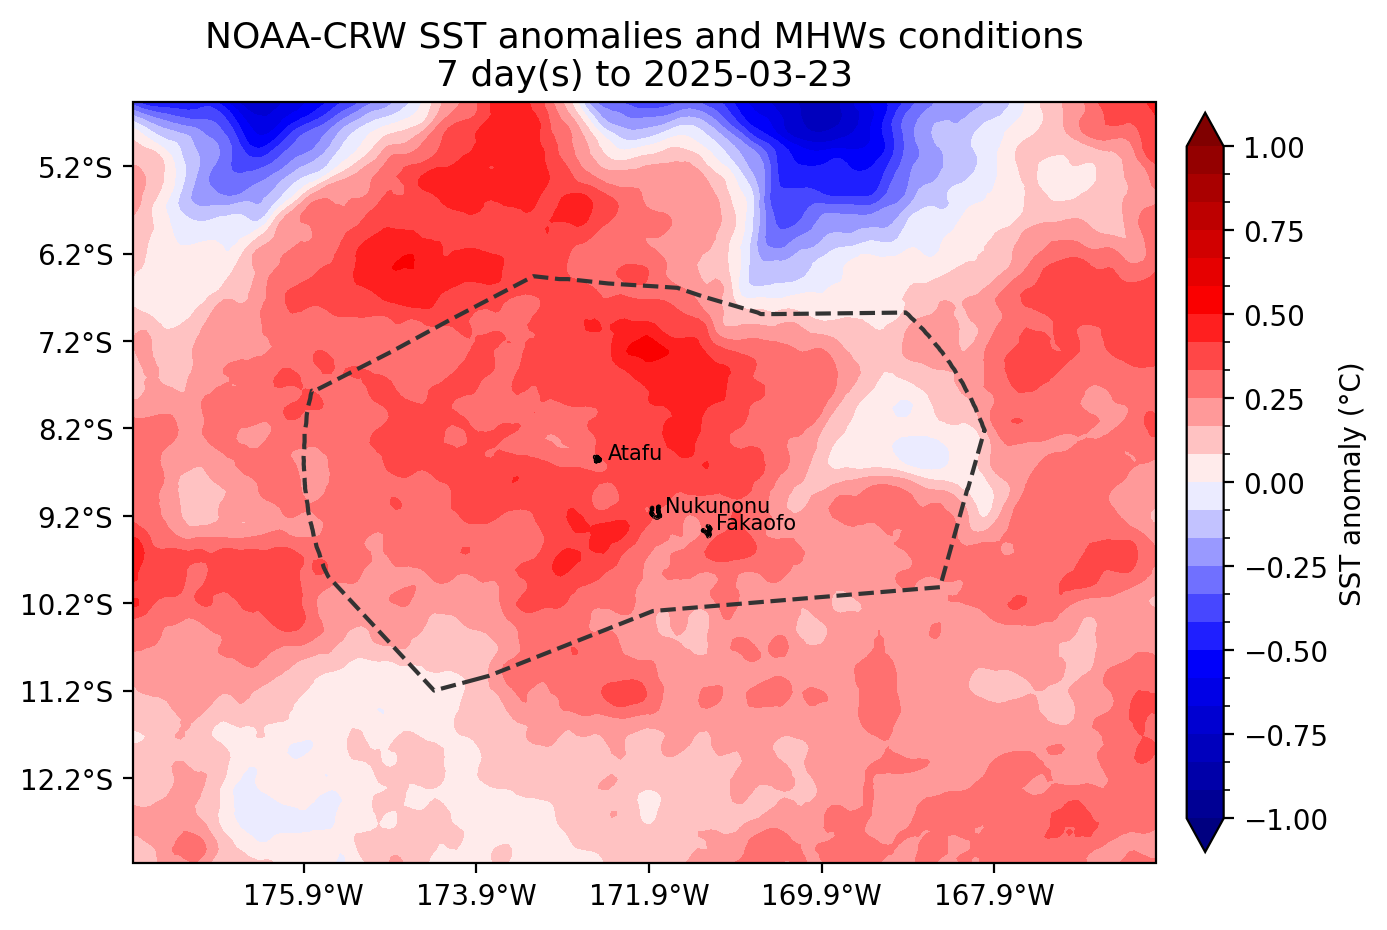 NOAA-CRW SST anomalies and MHWs conditions
7 day(s) to 2025-03-23
5.2°S
6.2°S
7.2°S
8.2°S
9.2°S
10.2°S
11.2°S
12.2°S
175.9°W
173.9°W
171.9°W
169.9°W
167.9°W
Atafu
Nukunonu
Fakaofo
1.00
0.75
0.50
0.25
0.00
−0.25
−0.50
−0.75
−1.00
SST anomaly (°C)